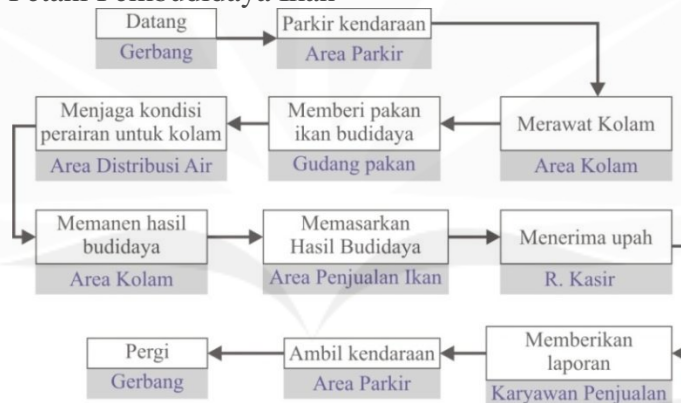 Petani Pembudidaya Ikan
Datang
Gerbang
Parkir kendaraan
Area Parkir
Merawat Kolam
Area Kolam
Memberi pakan
ikan budidaya
Gudang pakan
Menjaga kondisi
perairan untuk kolam
Area Distribusi Air
Memanen hasil
budidaya
Area Kolam
Memasarkan
Hasil Budidaya
Area Penjualan Ikan
Menerima upah
R. Kasir
Memberikan
laporan
Karyawan Penjualan
Ambil kendaraan
Area Parkir
Pergi
Gerbang